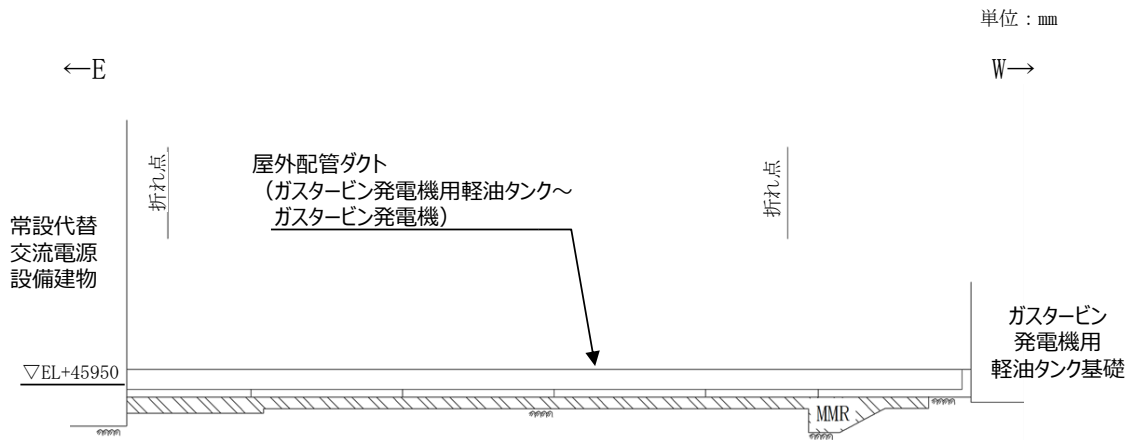 単位：mm
←E
W→
折れ点
屋外配管ダクト
（ガスタービン発電機用軽油タンク～
ガスタービン発電機）
折れ点
常設代替
交流電源
設備建物
ガスタービン
発電機用
軽油タンク基礎
▽EL+45950
MMR